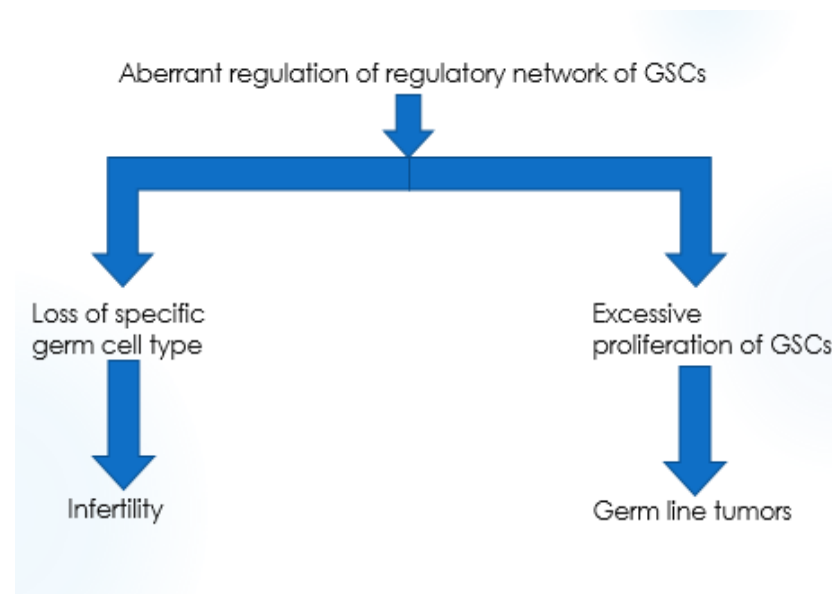 Aberrant regulation of regulatory network of GSCs
Loss of specific
germ cell type
Excessive
proliferation of GSCs
Infertility
Germ line tumors